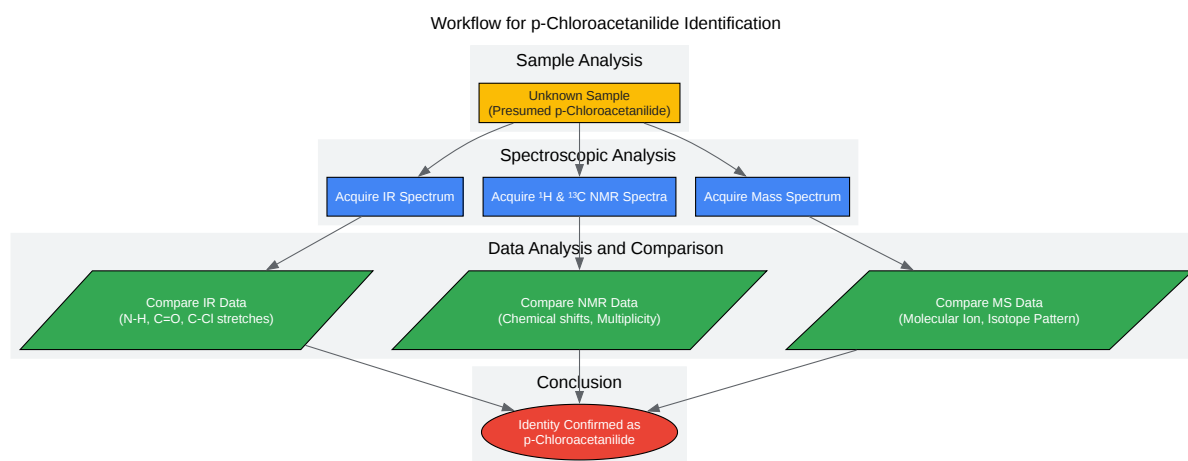 Workflow for p-Chloroacetanilide Identification
Sample Analysis
Unknown Sample
(Presumed p-Chloroacetanilide)
Spectroscopic Analysis
Acquire IR Spectrum
Acquire ¹H & ¹³C NMR Spectra
Acquire Mass Spectrum
Data Analysis and Comparison
Compare IR Data
(N-H, C=O, C-Cl stretches)
Compare NMR Data
(Chemical shifts, Multiplicity)
Compare MS Data
(Molecular Ion, Isotope Pattern)
Conclusion
Identity Confirmed as
p-Chloroacetanilide